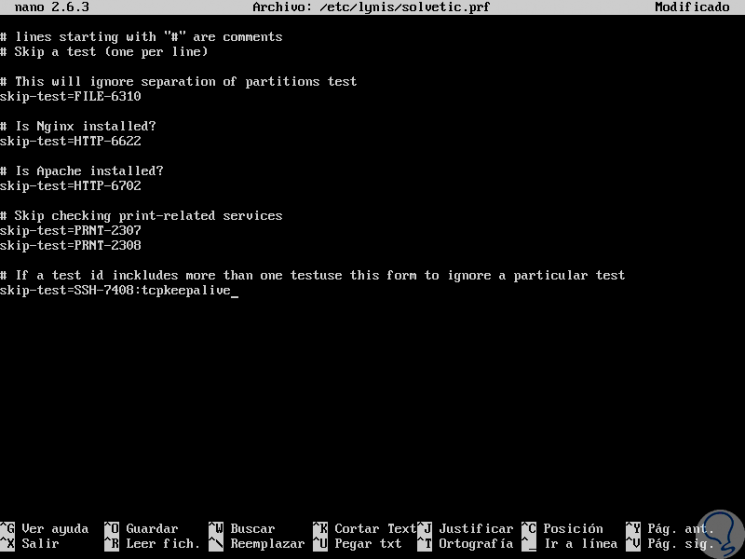 nano 2.6.3 Archivo: /etc/lynis/solvetic.prf Modificado
# lines starting with "#" are comments
# Skip a test (one per line)
# This will ignore separation of partitions test
skip-test=FILE-6310
# Is Nginx installed?
skip-test=HTTP-6622
# Is Apache installed?
skip-test=HTTP-6702
# Skip checking print-related services
skip-test=PRNT-2307
skip-test=PRNT-2308
# If a test id inckludes more than one testuse this form to ignore a particular test
skip-test=SSH-7408:tcpkeepalive_
^G Ver ayuda ^O Guardar ^W Buscar ^K Cortar Text ^J Justificar ^C Posición ^Y Pág. ant.
^X Salir ^R Leer fich. ^\ Reemplazar ^U Pegar txt ^T Ortografía ^_ Ir a línea ^V Pág. sig.